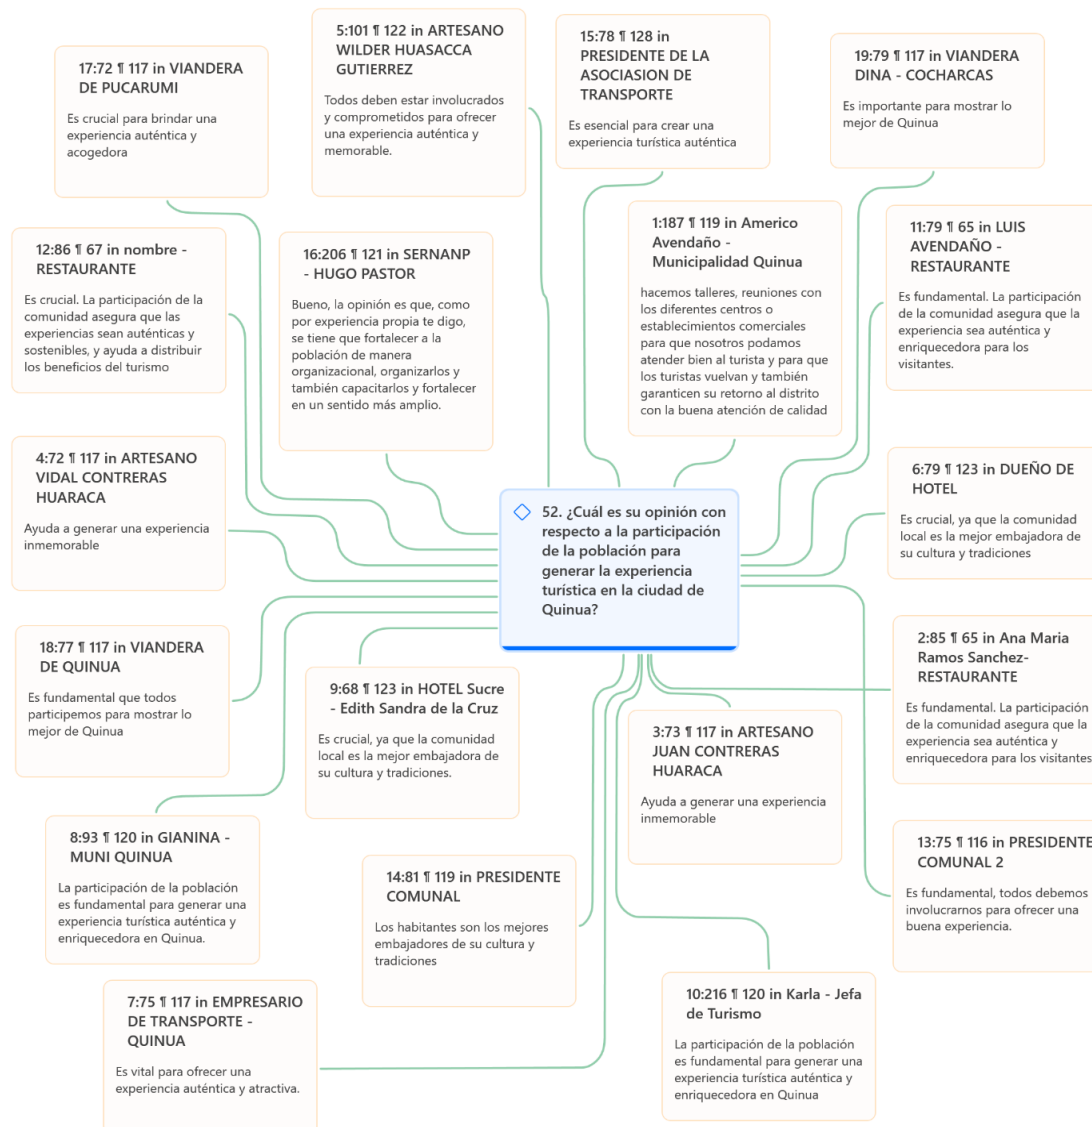 5:101 ¶ 122 in ARTESANO
WILDER HUASACCA
GUTIERREZ
Todos deben estar involucrados
y comprometidos para ofrecer
una experiencia auténtica y
memorable.
15:78 ¶ 128 in
PRESIDENTE DE LA
ASOCIASION DE
TRANSPORTE
Es esencial para crear una
experiencia turística auténtica
17:72 ¶ 117 in VIANDERA
DE PUCARUMI
Es crucial para brindar una
experiencia auténtica y
acogedora
19:79 ¶ 117 in VIANDERA
DINA - COCHARCAS
Es importante para mostrar lo
mejor de Quinua
12:86 ¶ 67 in nombre -
RESTAURANTE
Es crucial. La participación de la
comunidad asegura que las
experiencias sean auténticas y
sostenibles, y ayuda a distribuir
los beneficios del turismo
16:206 ¶ 121 in SERNANP
- HUGO PASTOR
Bueno, la opinión es que, como
por experiencia propia te digo,
se tiene que fortalecer a la
población de manera
organizacional, organizarlos y
también capacitarlos y fortalecer
en un sentido más amplio.
1:187 ¶ 119 in Americo
Avendaño -
Municipalidad Quinua
hacemos talleres, reuniones con
los diferentes centros o
establecimientos comerciales
para que nosotros podamos
atender bien al turista y para que
los turistas vuelvan y también
garanticen su retorno al distrito
con la buena atención de calidad
11:79 ¶ 65 in LUIS
AVENDAÑO -
RESTAURANTE
Es fundamental. La participación
de la comunidad asegura que la
experiencia sea auténtica y
enriquecedora para los
visitantes.
4:72 ¶ 117 in ARTESANO
VIDAL CONTRERAS
HUARACA
Ayuda a generar una experiencia
inmemorable
52. ¿Cuál es su opinión con
respecto a la participación
de la población para
generar la experiencia
turística en la ciudad de
Quinua?
6:79 ¶ 123 in DUEÑO DE
HOTEL
Es crucial, ya que la comunidad
local es la mejor embajadora de
su cultura y tradiciones
18:77 ¶ 117 in VIANDERA
DE QUINUA
Es fundamental que todos
participemos para mostrar lo
mejor de Quinua
9:68 ¶ 123 in HOTEL Sucre
- Edith Sandra de la Cruz
Es crucial, ya que la comunidad
local es la mejor embajadora de
su cultura y tradiciones.
3:73 ¶ 117 in ARTESANO
JUAN CONTRERAS
HUARACA
Ayuda a generar una experiencia
inmemorable
2:85 ¶ 65 in Ana Maria
Ramos Sanchez-
RESTAURANTE
Es fundamental. La participación
de la comunidad asegura que la
experiencia sea auténtica y
enriquecedora para los visitantes
8:93 ¶ 120 in GIANINA -
MUNI QUINUA
La participación de la población
es fundamental para generar una
experiencia turística auténtica y
enriquecedora en Quinua.
14:81 ¶ 119 in PRESIDENTE
COMUNAL
Los habitantes son los mejores
embajadores de su cultura y
tradiciones
13:75 ¶ 116 in PRESIDENTE
COMUNAL 2
Es fundamental, todos debemos
involucrarnos para ofrecer una
buena experiencia.
7:75 ¶ 117 in EMPRESARIO
DE TRANSPORTE -
QUINUA
Es vital para ofrecer una
experiencia auténtica y atractiva.
10:216 ¶ 120 in Karla - Jefa
de Turismo
La participación de la población
es fundamental para generar una
experiencia turística auténtica y
enriquecedora en Quinua